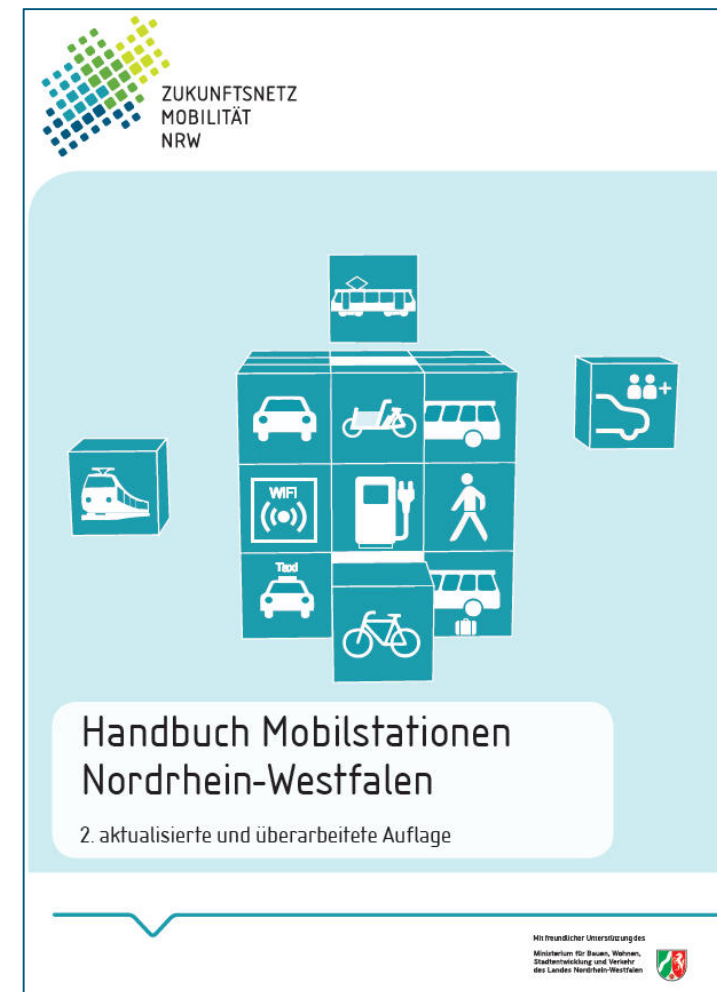 ZUKUNFTSNETZ
MOBILITÄT
NRW
WIFI
Taxi
Handbuch Mobilstationen
Nordrhein-Westfalen
2. aktualisierte und überarbeitete Auflage
Mit freundlicher Unterstützung des
Ministerium für Bauen, Wohnen,
Stadtentwicklung und Verkehr
des Landes Nordrhein-Westfalen